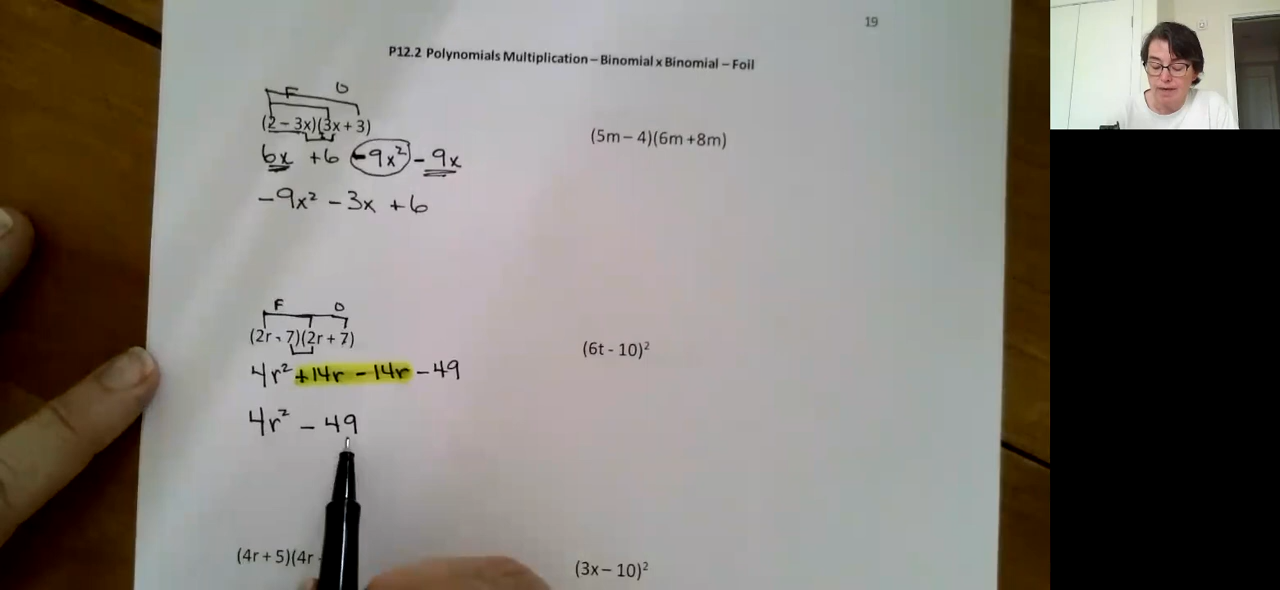 19
P12.2 Polynomials Multiplication – Binomial x Binomial – Foil
F O
(2 – 3x)(3x + 3)
6x + 6 - 9x² - 9x
- 9x² - 3x + 6
(5m – 4)(6m +8m)
F O
(2r - 7)(2r + 7)
4r² + 14r - 14r - 49
4r² - 49
(6t - 10)²
(4r + 5)(4r
(3x – 10)²